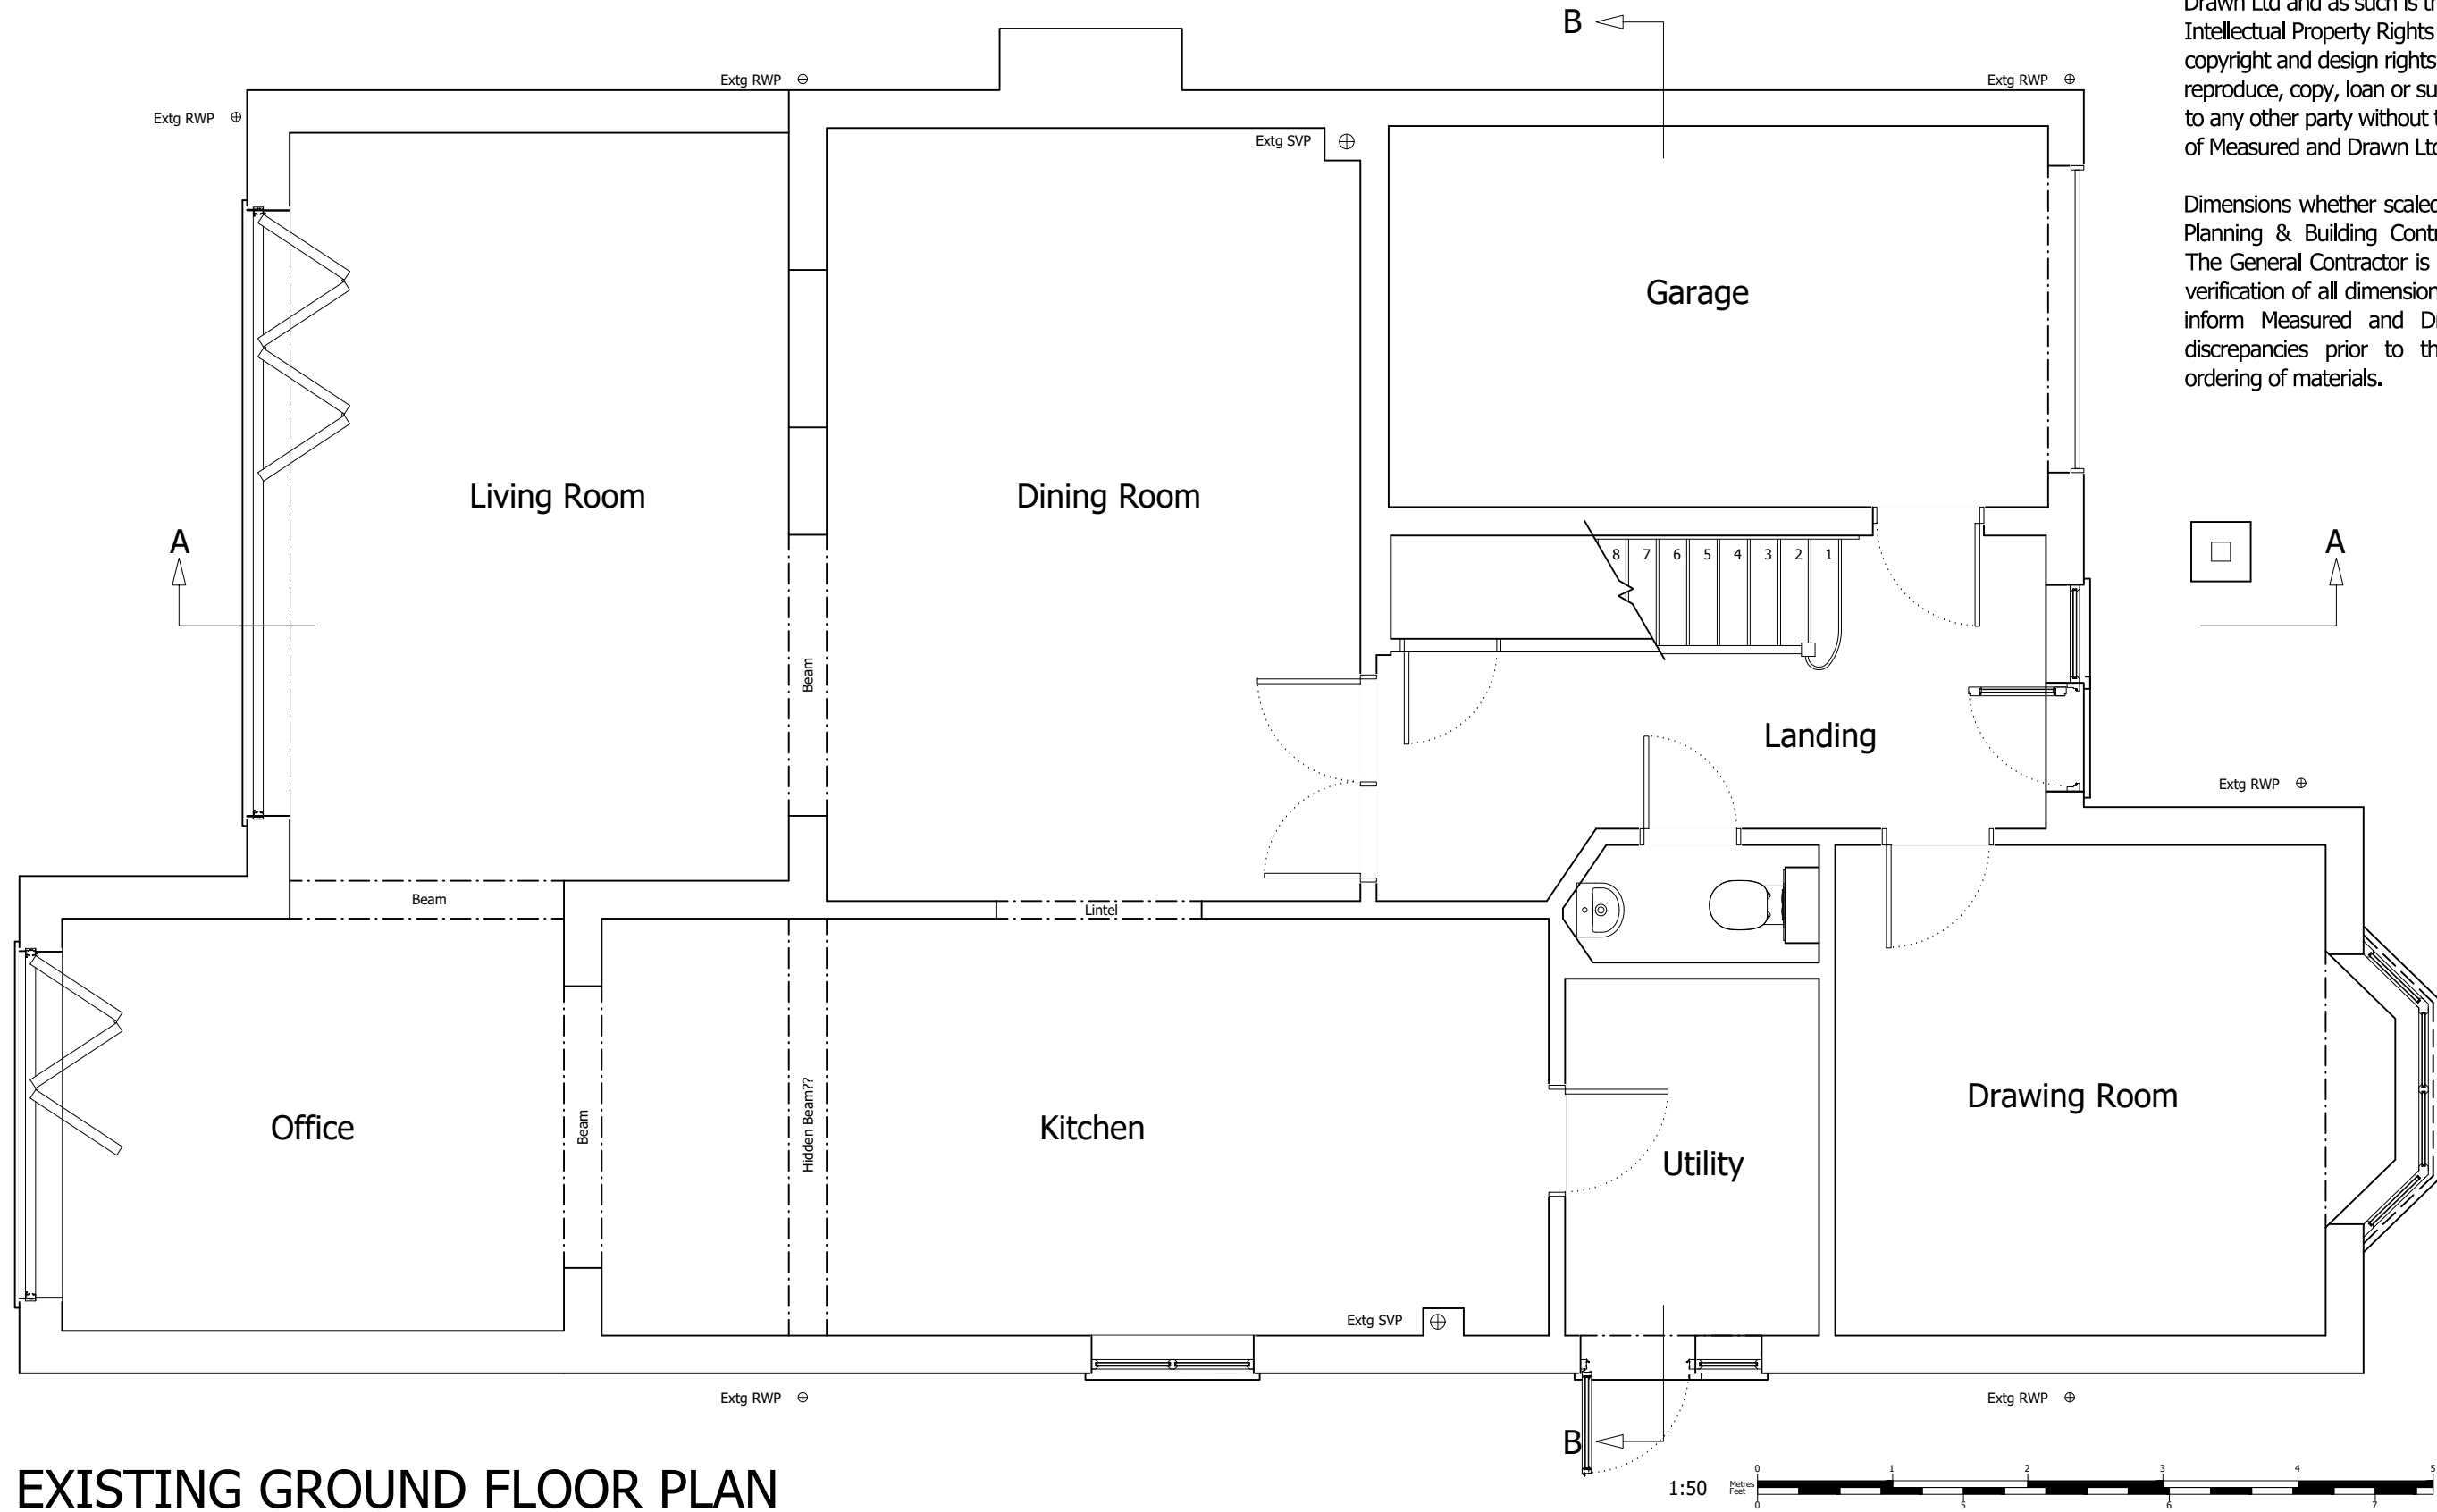 Drawn Ltd and as such is
Intellectual Property Rights
copyright and design rights
reproduce, copy, loan or
to any other party without
of Measured and Drawn
Dimensions whether scaled
Planning & Building
The General Contractor is
verification of all
inform Measured and
discrepancies prior to
ordering of materials.
B
Extg RWP
Extg RWP
Extg RWP
Extg SVP
Garage
Living Room
Dining Room
A
A
8 7 6 5 4 3 2 1
Beam
Landing
Extg RWP
Beam
Lintel
Office
Beam
Hidden Beam??
Kitchen
Utility
Drawing Room
Extg SVP
Extg RWP
Extg RWP
B
EXISTING GROUND FLOOR PLAN
1:50
Metres
Feet
0 1 2 3 4 5
0 5 6 7